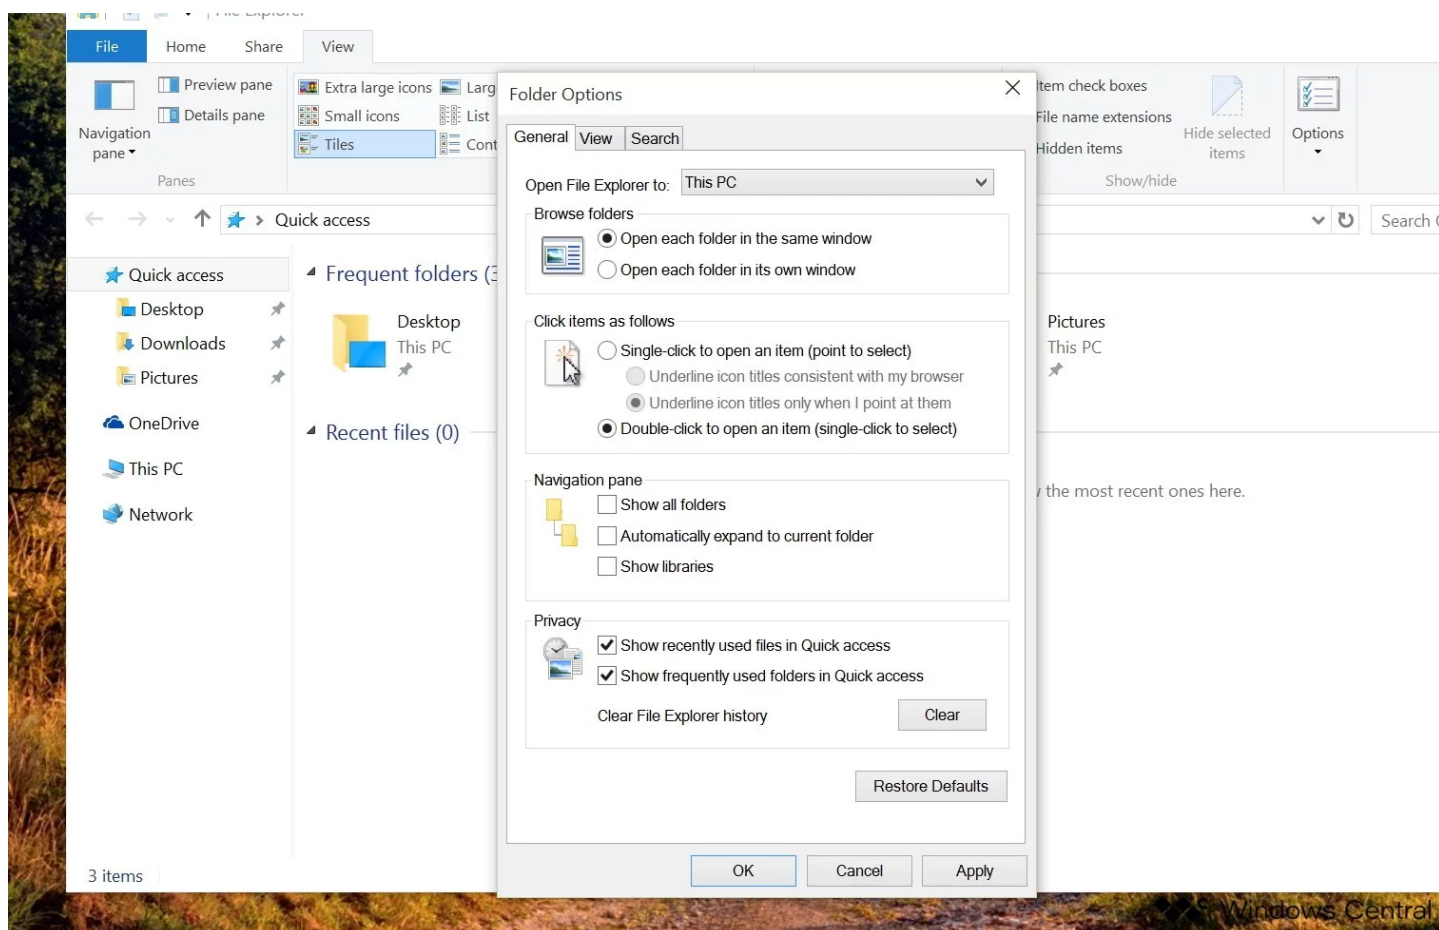 File Explorer
File Home Share View
Preview pane
Details pane
Navigation
pane
Panes
Extra large icons
Small icons
List
Tiles
Item check boxes
File name extensions
Hidden items
Hide selected
items
Show/hide
Options
Quick access
Search
Quick access
Desktop
Downloads
Pictures
OneDrive
This PC
Network
Frequent folders (3
Desktop
This PC
Pictures
This PC
Recent files (0)
the most recent ones here.
3 items
Folder Options
General View Search
Open File Explorer to: This PC
Browse folders
Open each folder in the same window
Open each folder in its own window
Click items as follows
Single-click to open an item (point to select)
Underline icon titles consistent with my browser
Underline icon titles only when I point at them
Double-click to open an item (single-click to select)
Navigation pane
Show all folders
Automatically expand to current folder
Show libraries
Privacy
Show recently used files in Quick access
Show frequently used folders in Quick access
Clear File Explorer history Clear
Restore Defaults
OK Cancel Apply
Windows Central